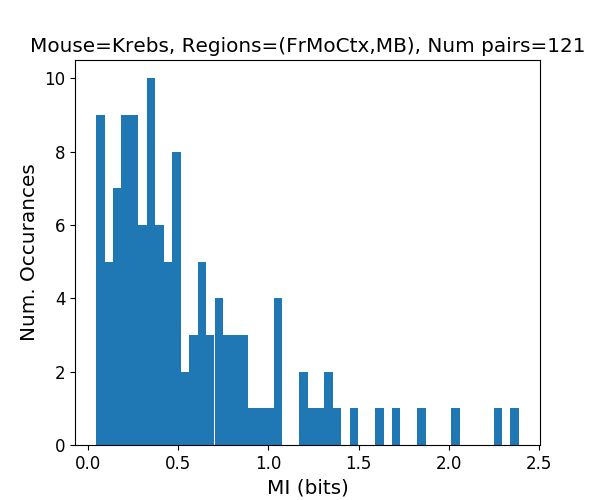 Mouse=Krebs, Regions=(FrMoCtx,MB), Num pairs=121
10
8
6
4
2
0
Num. Occurances
0.0 0.5 1.0 1.5 2.0 2.5
MI (bits)